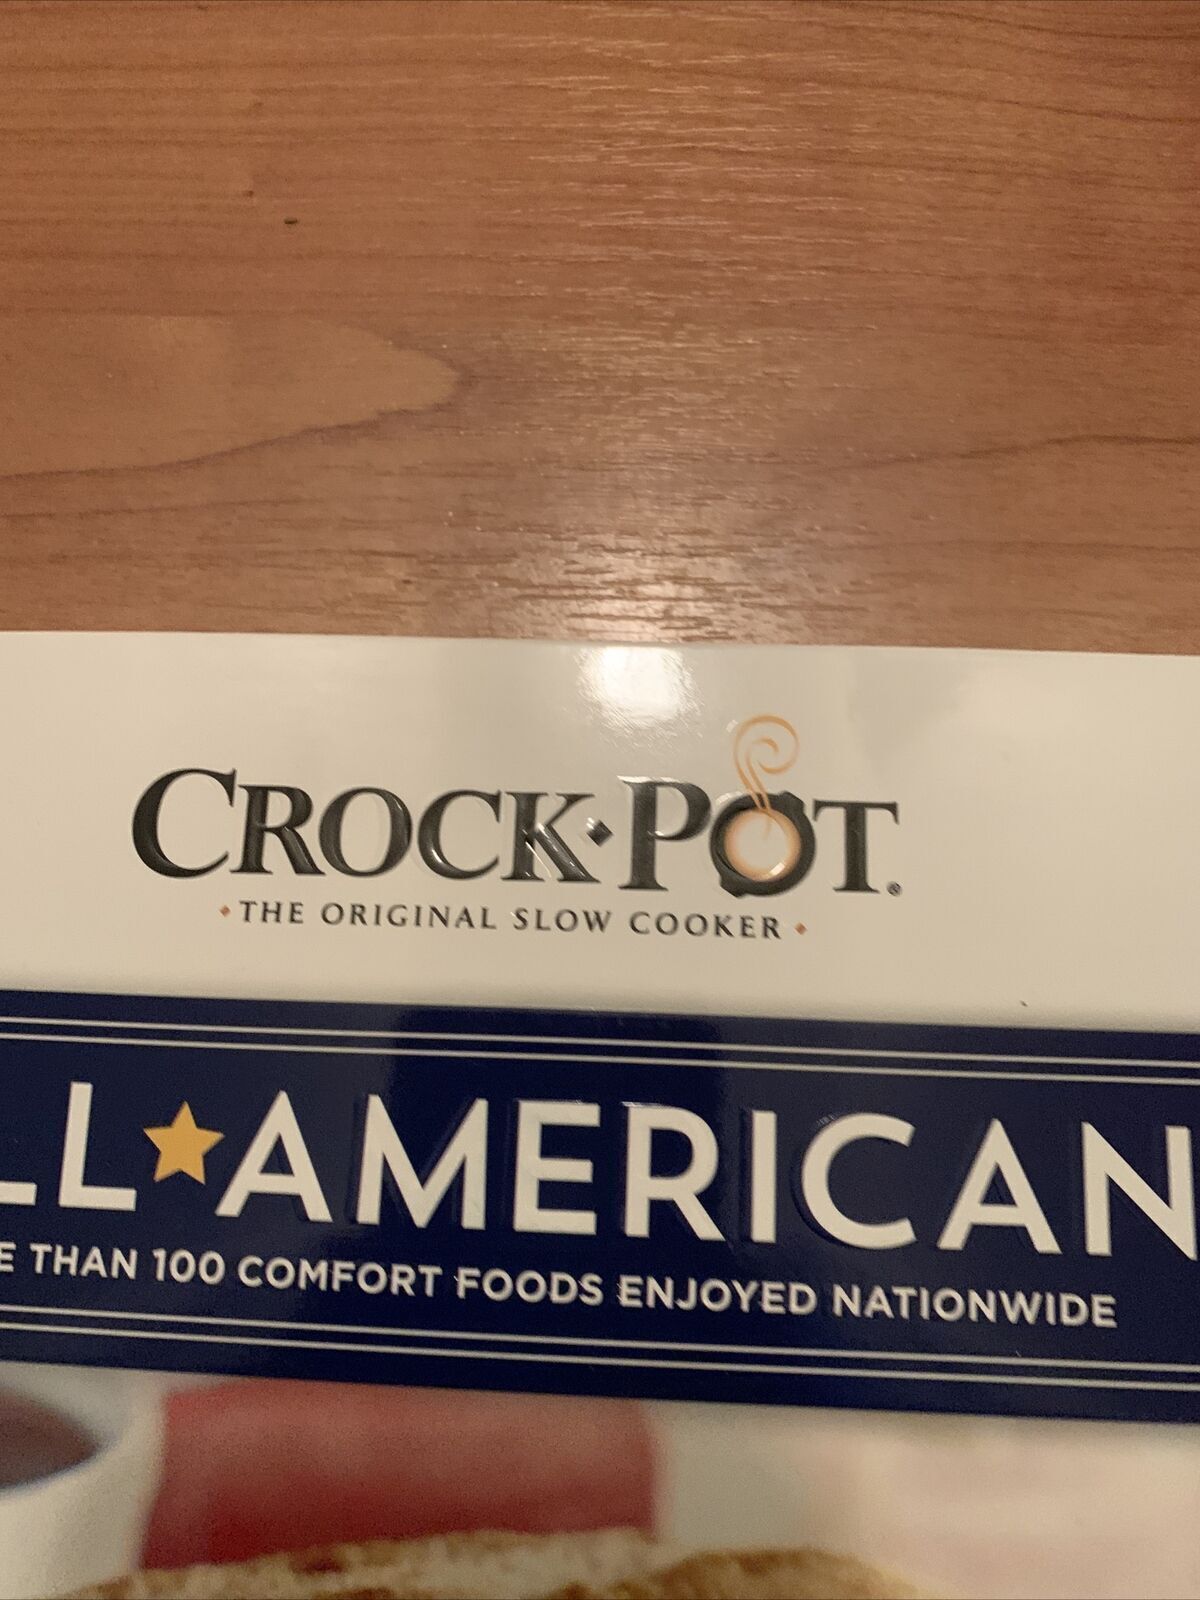 CROCK·POT®
·THE ORIGINAL SLOW COOKER·
LL★AMERICAN
E THAN 100 COMFORT FOODS ENJOYED NATIONWIDE